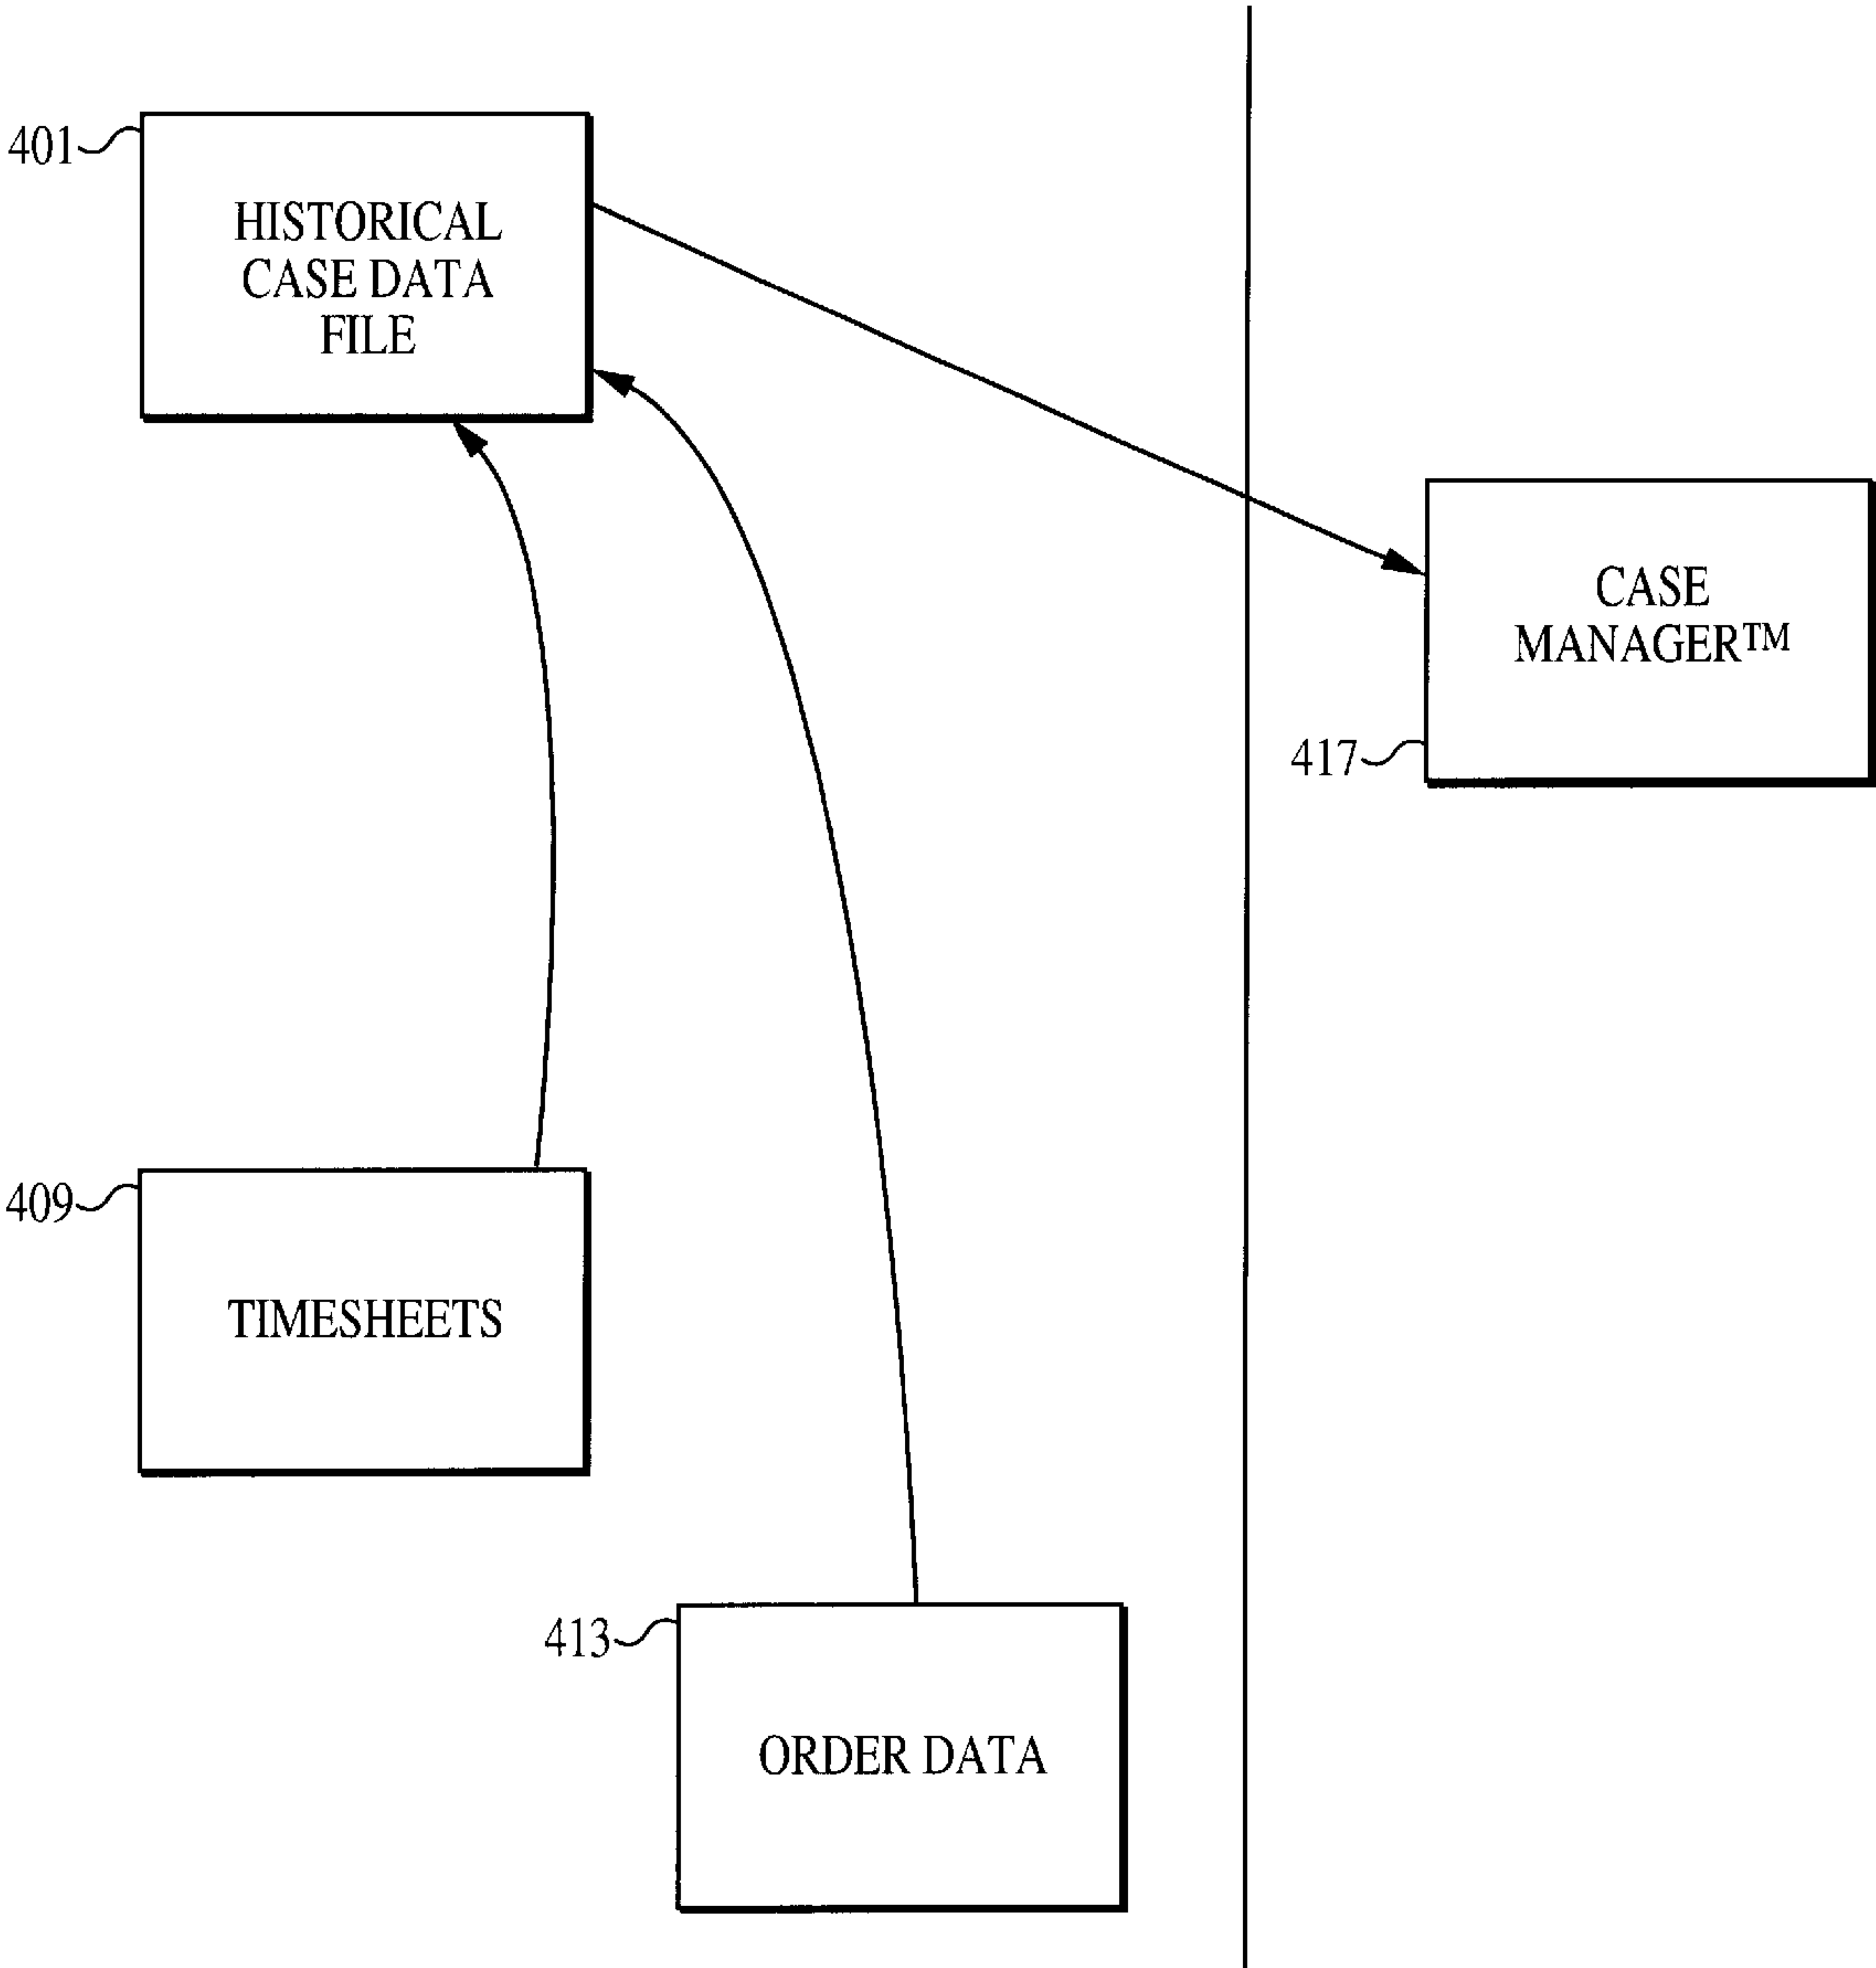 401
HISTORICAL
CASE DATA
FILE
CASE
MANAGER™
417
409
TIMESHEETS
413
ORDER DATA